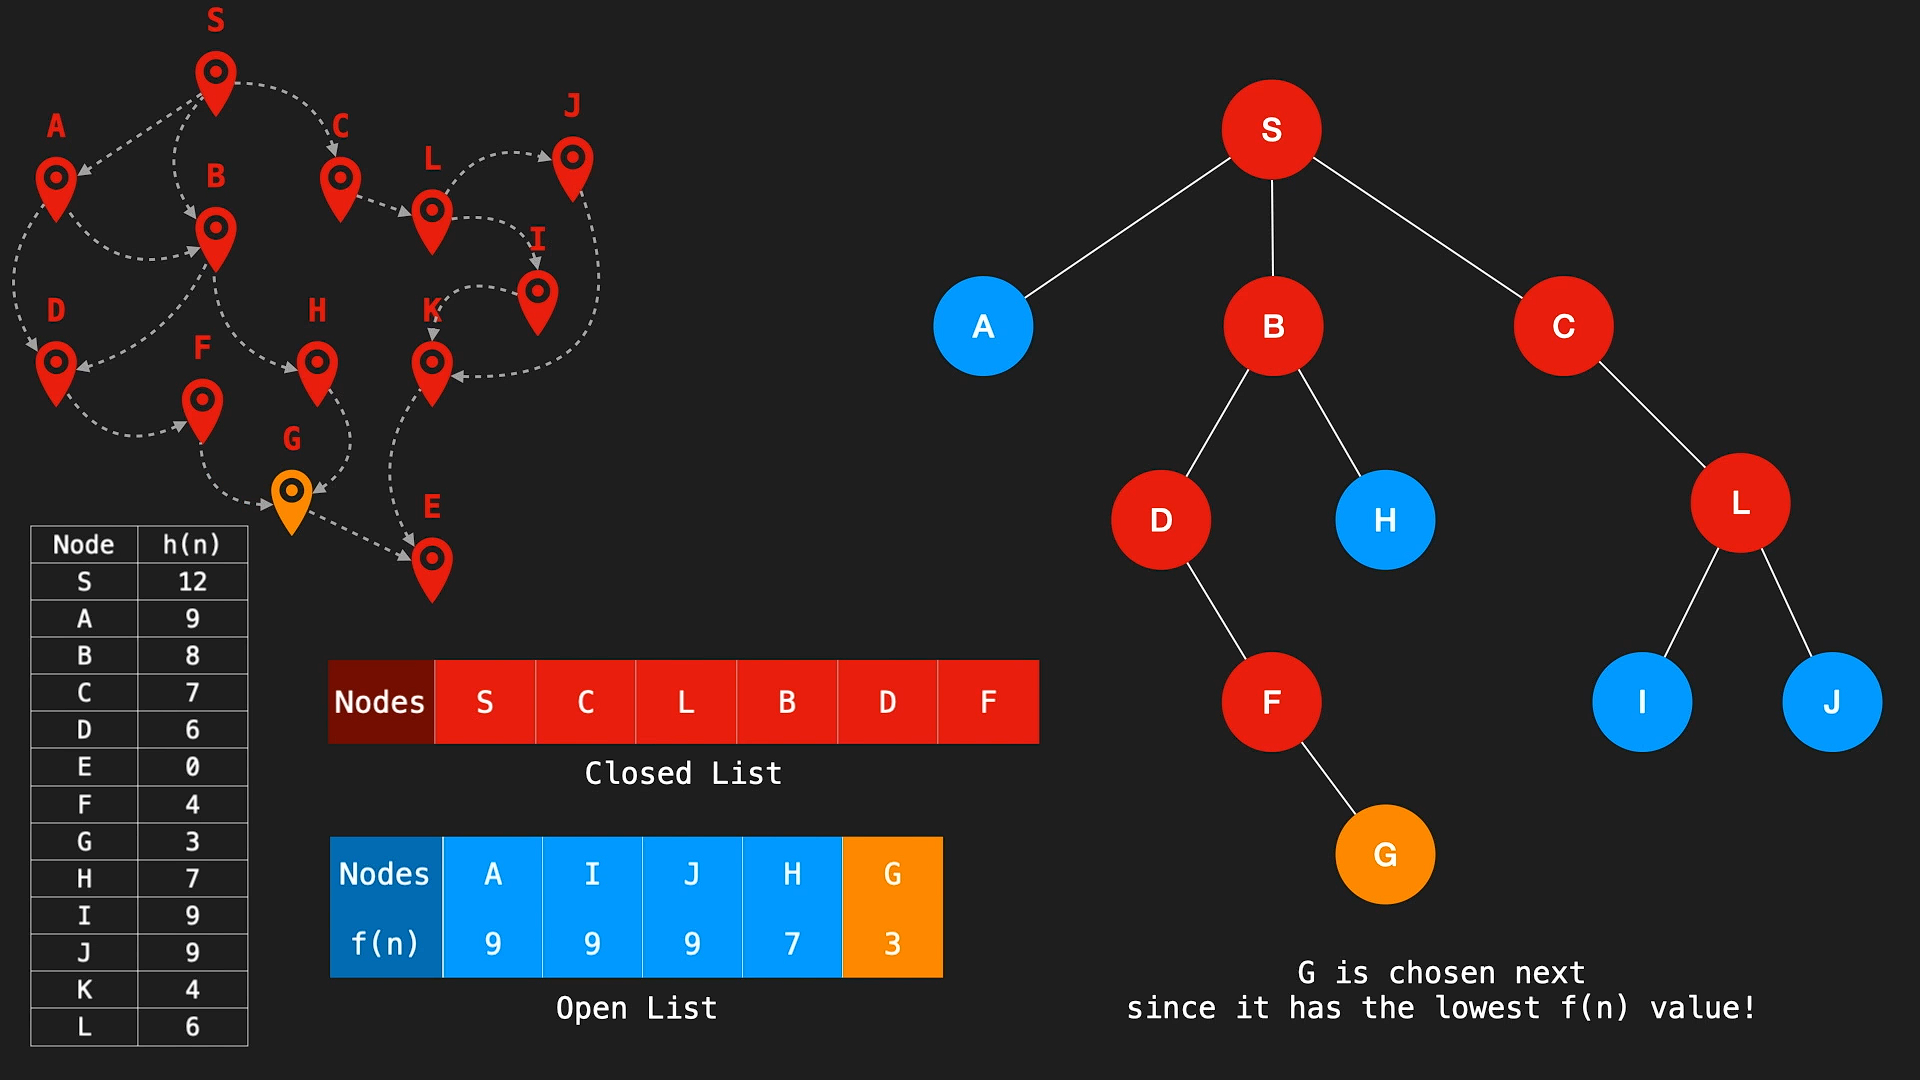 S
A
C
J
L
B
I
D
H
K
F
G
E
Node h(n)
S 12
A 9
B 8
C 7
D 6
E 0
F 4
G 3
H 7
I 9
J 9
K 4
L 6
Nodes S C L B D F
Closed List
Nodes A I J H G
f(n) 9 9 9 7 3
Open List
S
A B C
D H L
F I J
G
G is chosen next
since it has the lowest f(n) value!